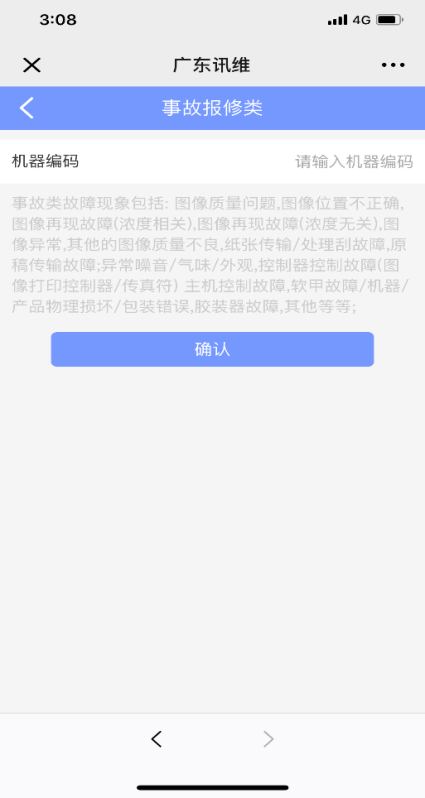 3:08
4G
广东讯维
事故报修类
机器编码
请输入机器编码
事故类故障现象包括: 图像质量问题,图像位置不正确,
图像再现故障(浓度相关),图像再现故障(浓度无关),图
像异常,其他的图像质量不良,纸张传输/处理刮故障,原
稿传输故障;异常噪音/气味/外观,控制器控制故障(图
像打印控制器/传真符) 主机控制故障,软甲故障/机器/
产品物理损坏/包装错误,胶装器故障,其他等等;
确认